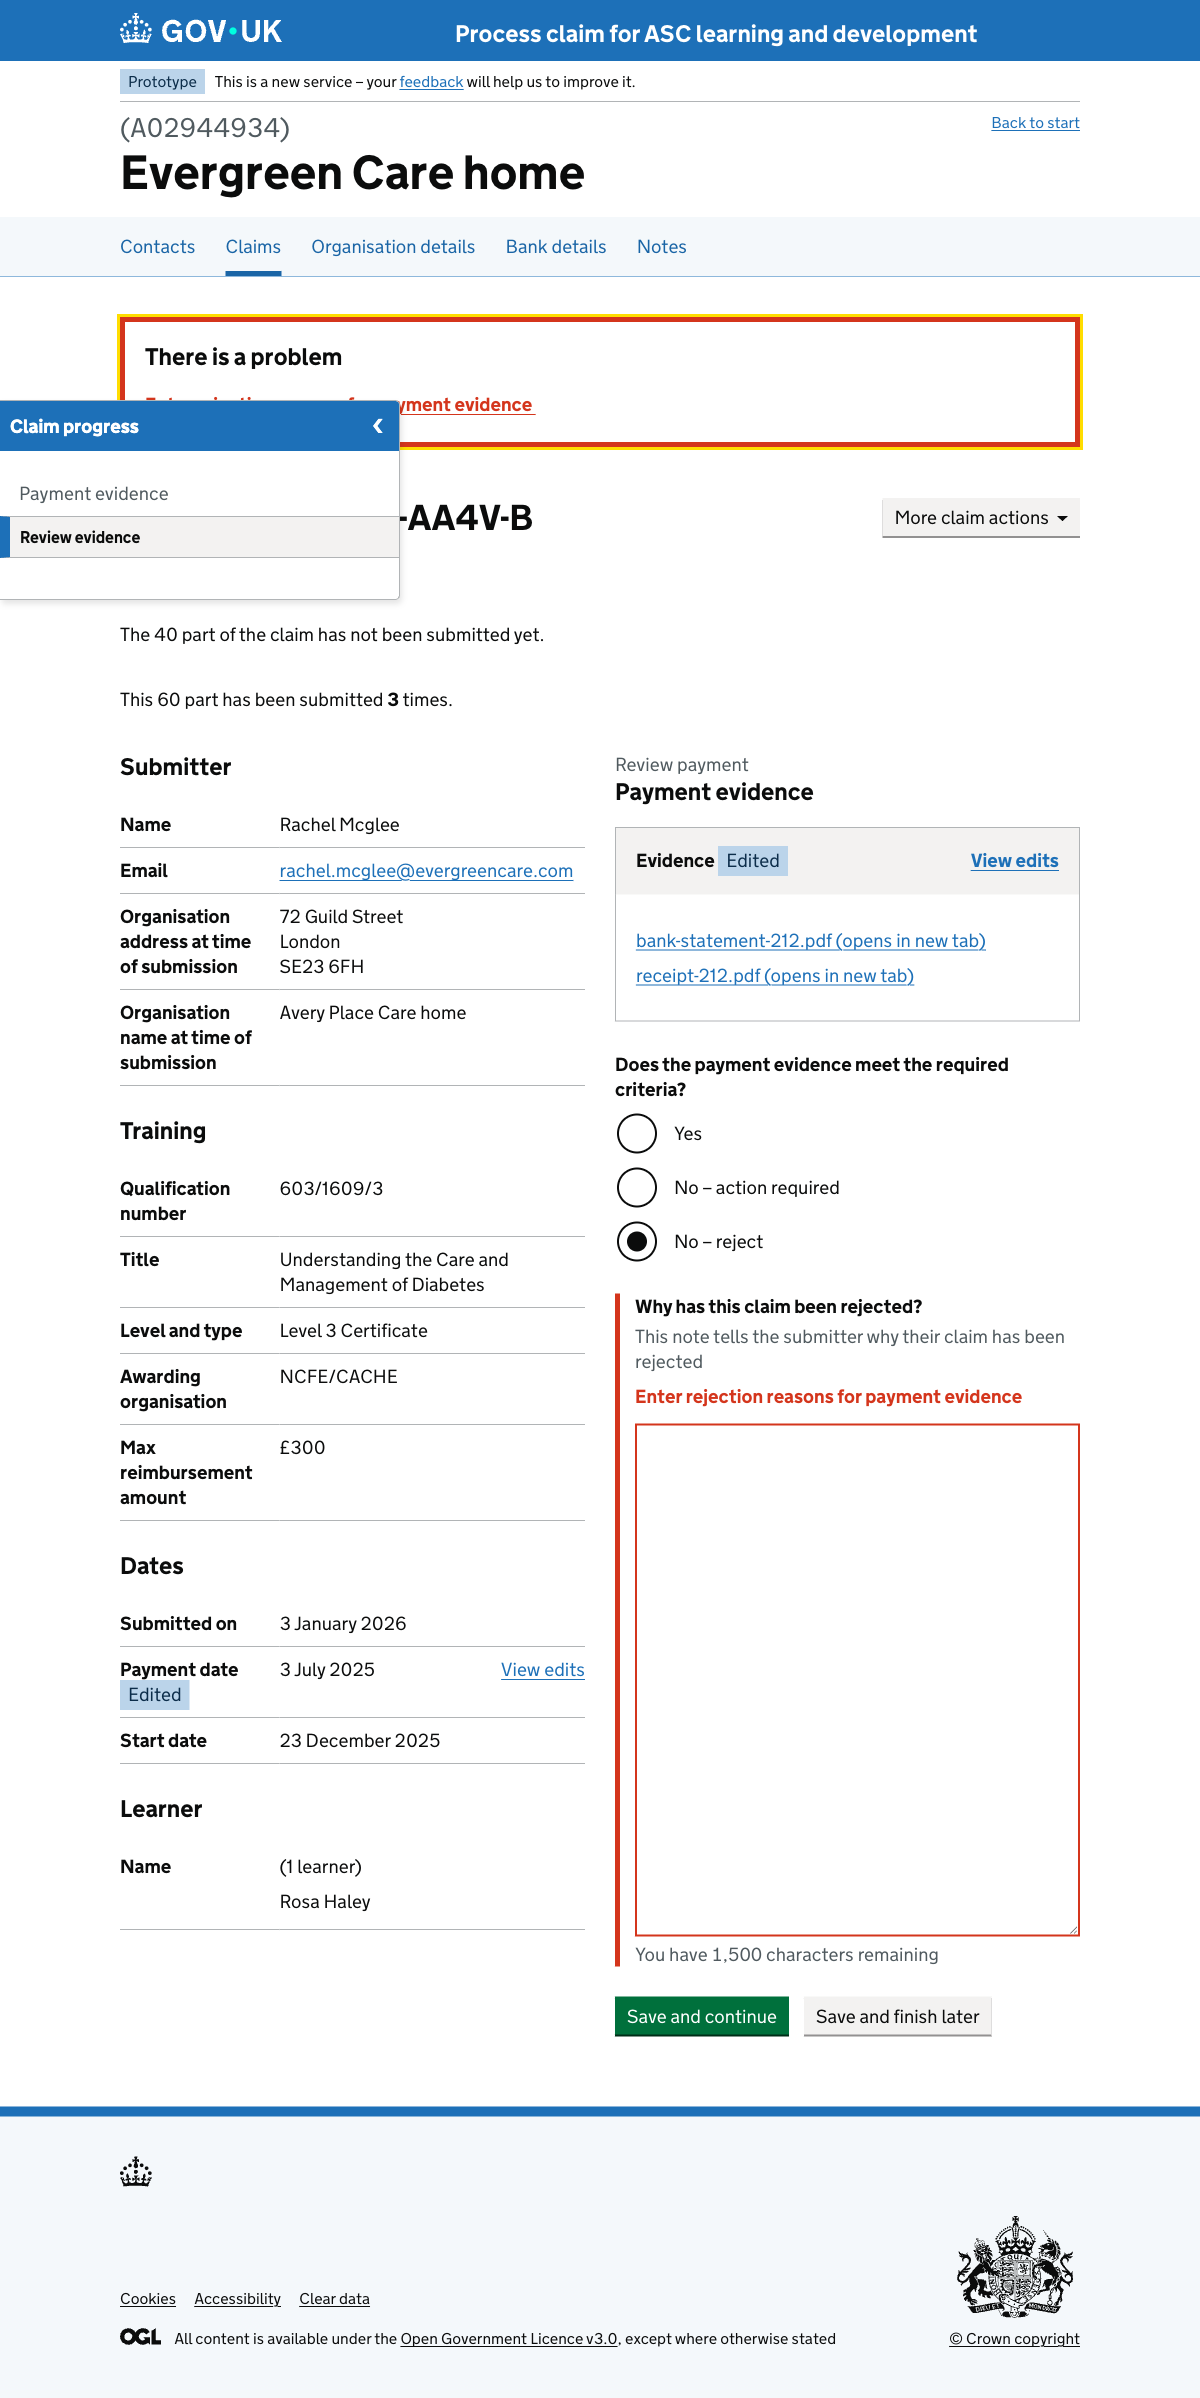 GOV·UK
Process claim for ASC learning and development
Prototype This is a new service – your feedback will help us to improve it.
(A02944934)
Back to start
Evergreen Care home
Contacts Claims Organisation details Bank details Notes
There is a problem
payment evidence
Claim progress
Payment evidence
Review evidence
-AA4V-B
More claim actions
The 40 part of the claim has not been submitted yet.
This 60 part has been submitted 3 times.
Submitter
Name Rachel Mcglee
Email rachel.mcglee@evergreencare.com
Organisation address at time of submission
72 Guild Street
London
SE23 6FH
Organisation name at time of submission
Avery Place Care home
Training
Qualification number
603/1609/3
Title
Understanding the Care and
Management of Diabetes
Level and type Level 3 Certificate
Awarding organisation
NCFE/CACHE
Max reimbursement amount
£300
Dates
Submitted on 3 January 2026
Payment date 3 July 2025 View edits
Edited
Start date 23 December 2025
Learner
Name (1 learner)
Rosa Haley
Review payment
Payment evidence
Evidence Edited View edits
bank-statement-212.pdf (opens in new tab)
receipt-212.pdf (opens in new tab)
Does the payment evidence meet the required
criteria?
Yes
No – action required
No – reject
Why has this claim been rejected?
This note tells the submitter why their claim has been
rejected
Enter rejection reasons for payment evidence
You have 1,500 characters remaining
Save and continue Save and finish later
Cookies Accessibility Clear data
OGL All content is available under the Open Government Licence v3.0, except where otherwise stated
© Crown copyright